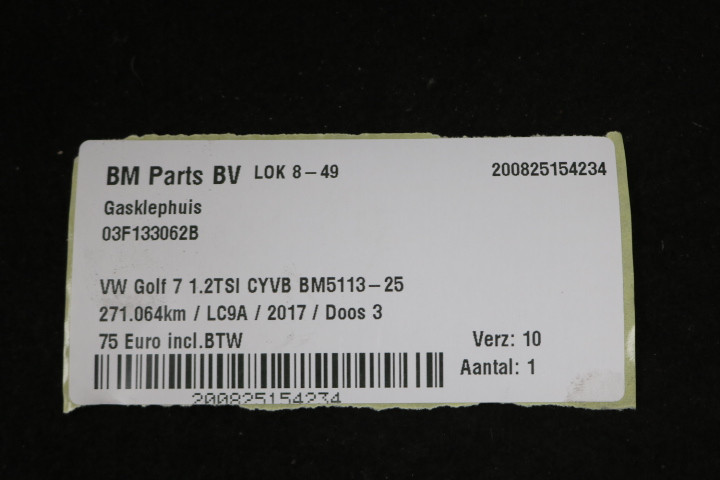 BM Parts BV LOK 8-49 200825154234
Gasklephuis
03F133062B
VW Golf 7 1.2TSI CYVB BM5113-25
271.064km / LC9A / 2017 / Doos 3
75 Euro incl.BTW Verz: 10
Aantal: 1
200825154234